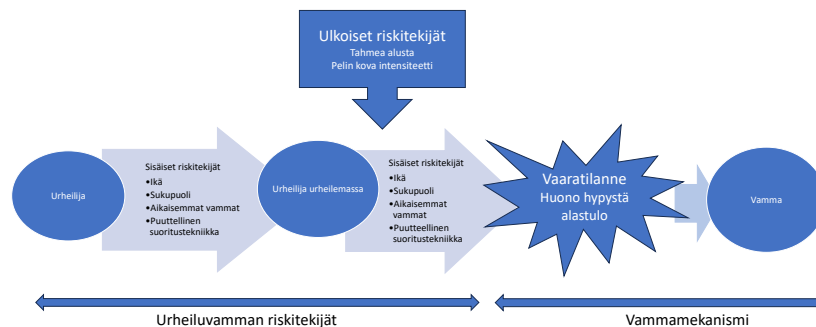 Ulkoiset riskitekijät
Tahmea alusta
Pelin kova intensiteetti
Urheilija
Sisäiset riskitekijät
•Ikä
•Sukupuoli
•Aikaisemmat vammat
•Puutteellinen
suoritustekniikka
Urheilija urheilemassa
Sisäiset riskitekijät
•Ikä
•Sukupuoli
•Aikaisemmat
vammat
•Puutteellinen
suoritustekniikka
Vaaratilanne
Huono hypystä
alastulo
Vamma
Urheiluvamman riskitekijät
Vammamekanismi